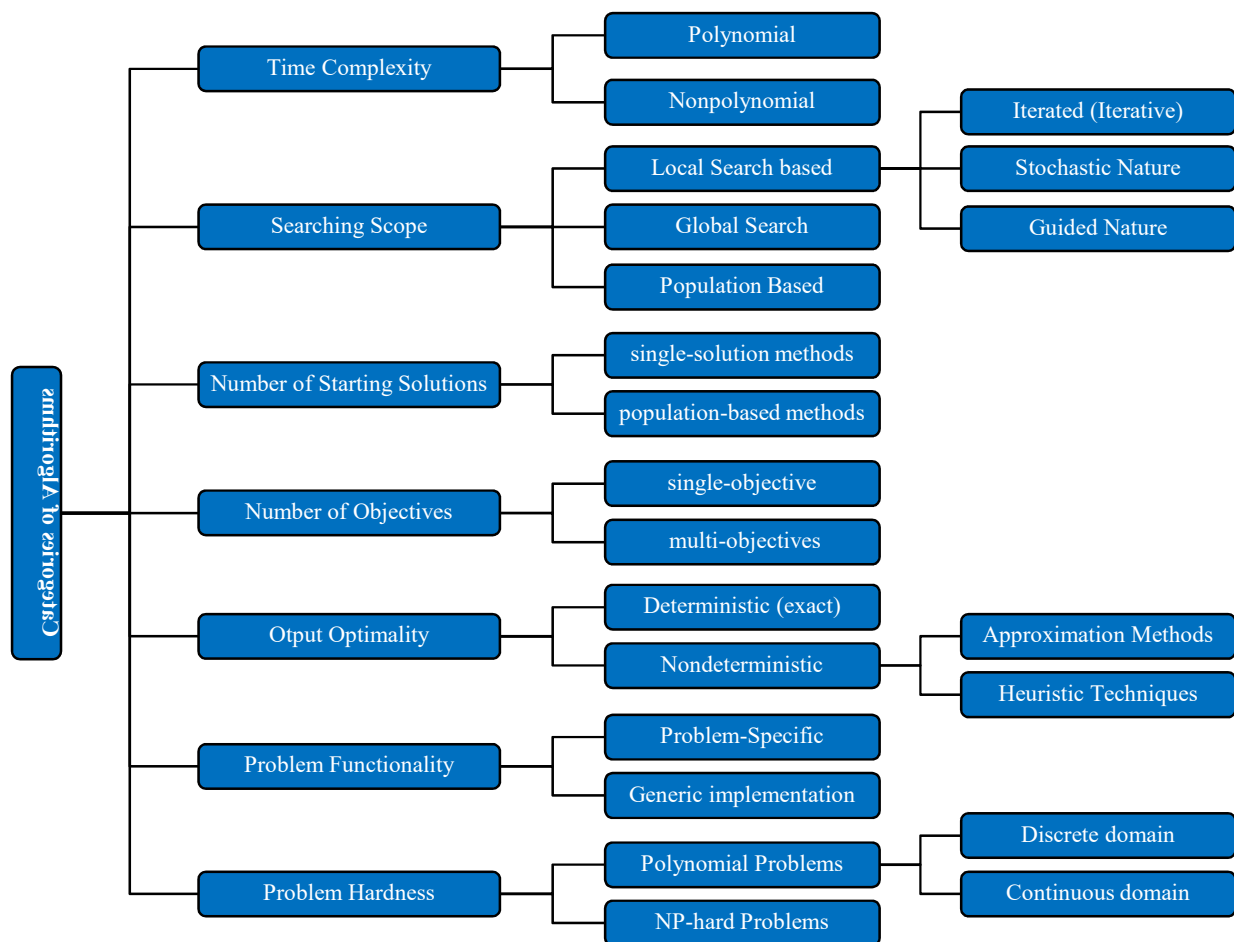 Categories of Algorithms
Time Complexity
Polynomial
Nonpolynomial
Searching Scope
Local Search based
Iterated (Iterative)
Stochastic Nature
Guided Nature
Global Search
Population Based
Number of Starting Solutions
single-solution methods
population-based methods
Number of Objectives
single-objective
multi-objectives
Otput Optimality
Deterministic (exact)
Nondeterministic
Approximation Methods
Heuristic Techniques
Problem Functionality
Problem-Specific
Generic implementation
Problem Hardness
Polynomial Problems
Discrete domain
Continuous domain
NP-hard Problems